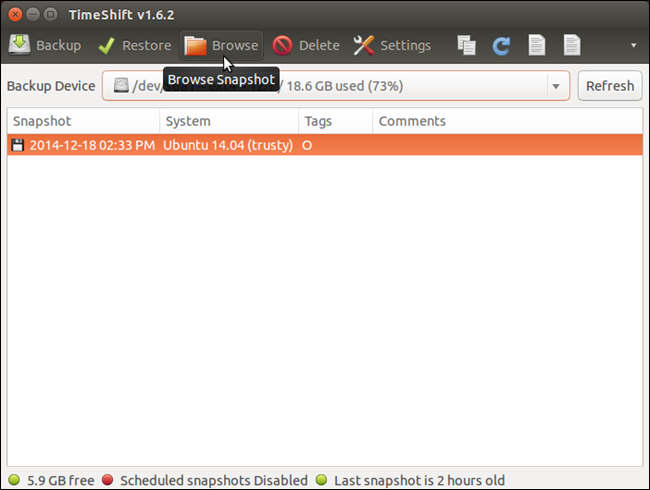 TimeShift v1.6.2
Backup Restore Browse Delete Settings
Backup Device /dev/ / 18.6 GB used (73%) Refresh
Browse Snapshot
Snapshot System Tags Comments
2014-12-18 02:33 PM Ubuntu 14.04 (trusty) O
5.9 GB free Scheduled snapshots Disabled Last snapshot is 2 hours old